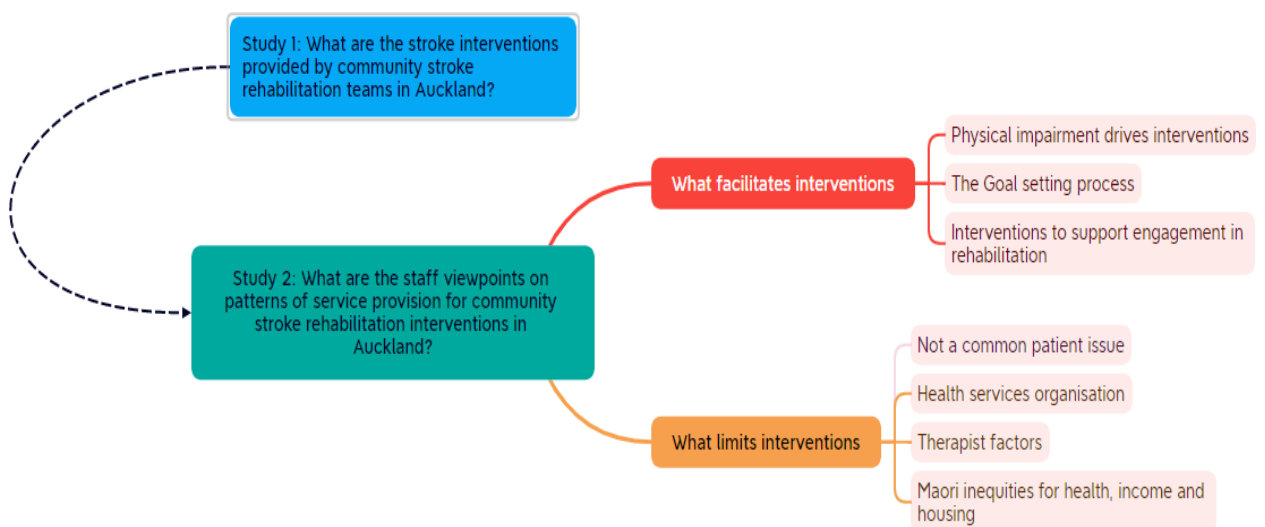 Study 1: What are the stroke interventions
provided by community stroke
rehabilitation teams in Auckland?
Study 2: What are the staff viewpoints on
patterns of service provision for community
stroke rehabilitation interventions in
Auckland?
What facilitates interventions
Physical impairment drives interventions
The Goal setting process
Interventions to support engagement in
rehabilitation
What limits interventions
Not a common patient issue
Health services organisation
Therapist factors
Maori inequities for health, income and
housing